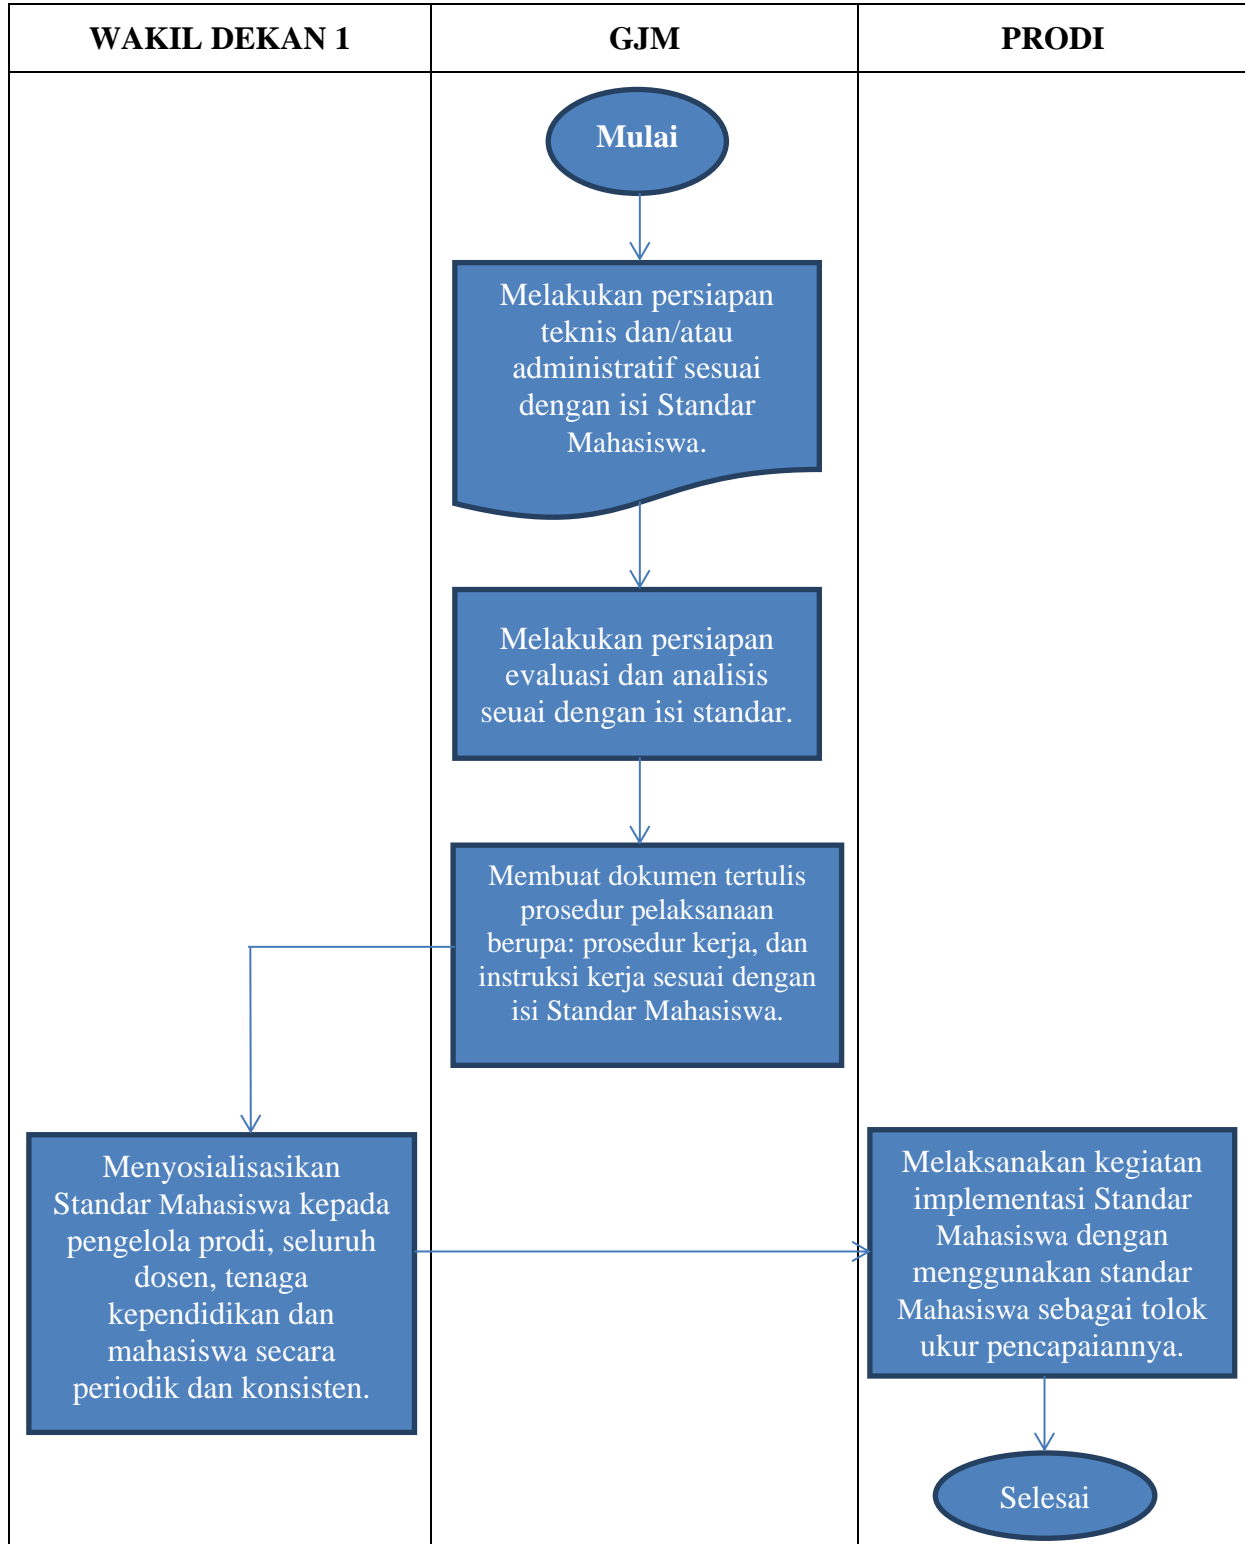 WAKIL DEKAN 1
GJM
PRODI
Mulai
Melakukan persiapan
teknis dan/atau
administratif sesuai
dengan isi Standar
Mahasiswa.
Melakukan persiapan
evaluasi dan analisis
seuai dengan isi standar.
Membuat dokumen tertulis
prosedur pelaksanaan
berupa: prosedur kerja, dan
instruksi kerja sesuai dengan
isi Standar Mahasiswa.
Menyosialisasikan
Standar Mahasiswa kepada
pengelola prodi, seluruh
dosen, tenaga
kependidikan dan
mahasiswa secara
periodik dan konsisten.
Melaksanakan kegiatan
implementasi Standar
Mahasiswa dengan
menggunakan standar
Mahasiswa sebagai tolok
ukur pencapaiannya.
Selesai